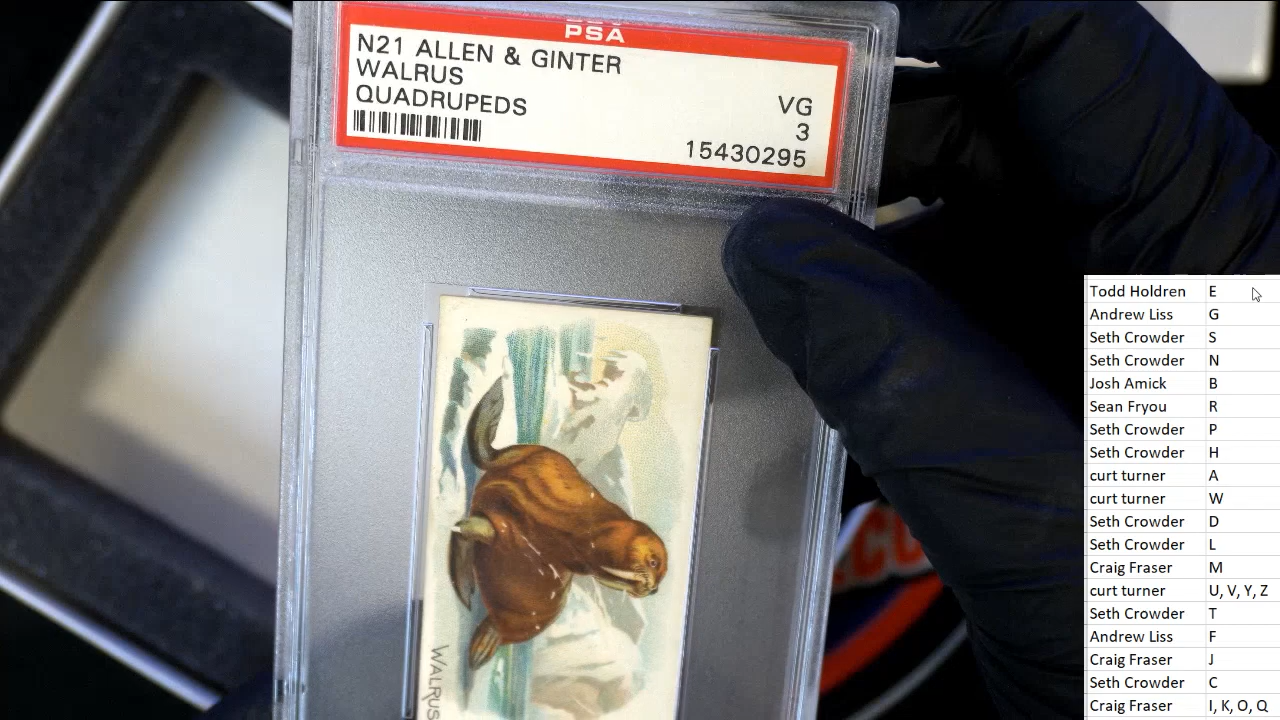 PSA
N21 ALLEN & GINTER
WALRUS
QUADRUPEDS
VG
3
15430295
WALRUS
Todd Holdren E
Andrew Liss G
Seth Crowder S
Seth Crowder N
Josh Amick B
Sean Fryou R
Seth Crowder P
Seth Crowder H
curt turner A
curt turner W
Seth Crowder D
Seth Crowder L
Craig Fraser M
curt turner U, V, Y, Z
Seth Crowder T
Andrew Liss F
Craig Fraser J
Seth Crowder C
Craig Fraser I, K, O, Q